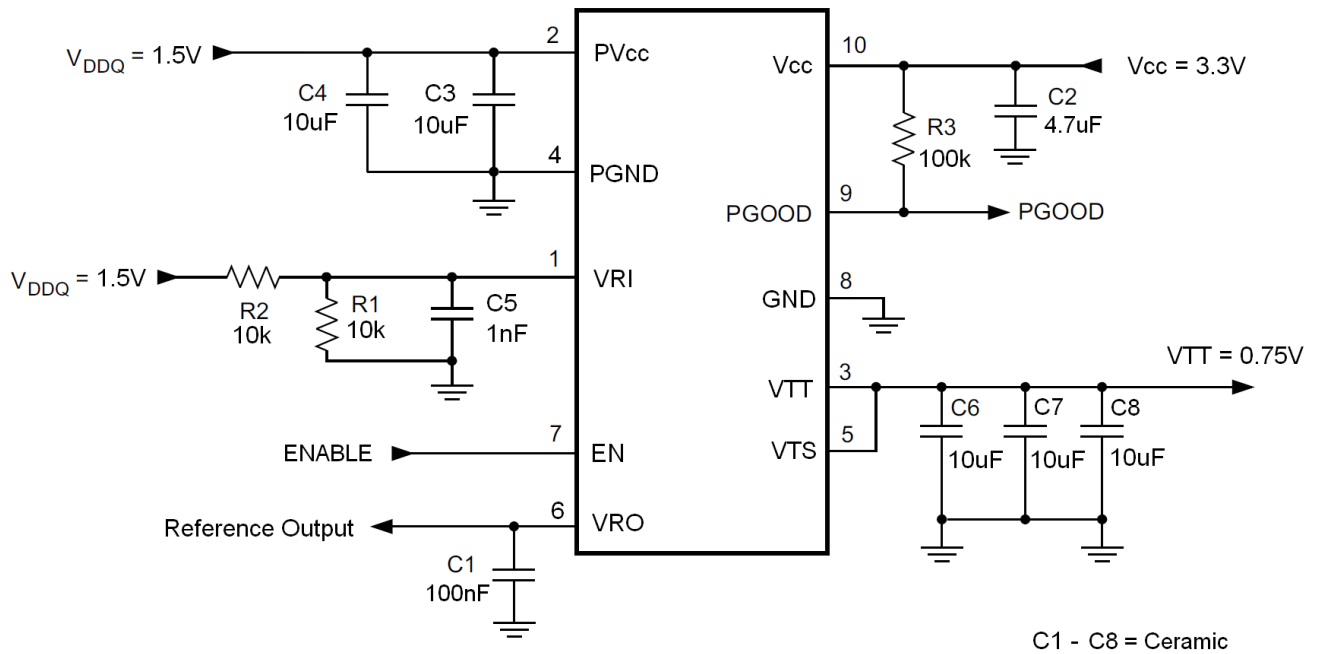 V DDQ = 1.5V
2
PVcc
C4
10uF
C3
10uF
4
PGND
V DDQ = 1.5V
1
VRI
R2
10k
R1
10k
C5
1nF
ENABLE
7
EN
Reference Output
6
VRO
C1
100nF
10
Vcc
Vcc = 3.3V
R3
100k
C2
4.7uF
9
PGOOD
PGOOD
8
GND
3
VTT
VTT = 0.75V
5
VTS
C6
10uF
C7
10uF
C8
10uF
C1 - C8 = Ceramic